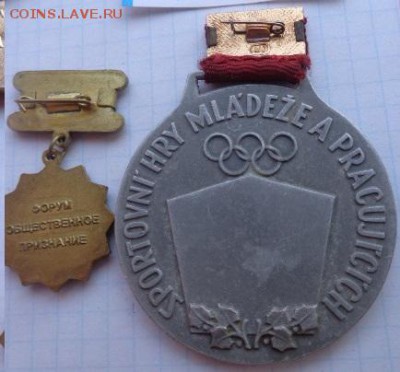 COINS.LAVE.RU
ФОРУМ
ОБЩЕСТВЕННОЕ
ПРИЗНАНИЕ
SPORTOVNÍ HRY MLÁDEŽE A PRACUJÍCÍCH